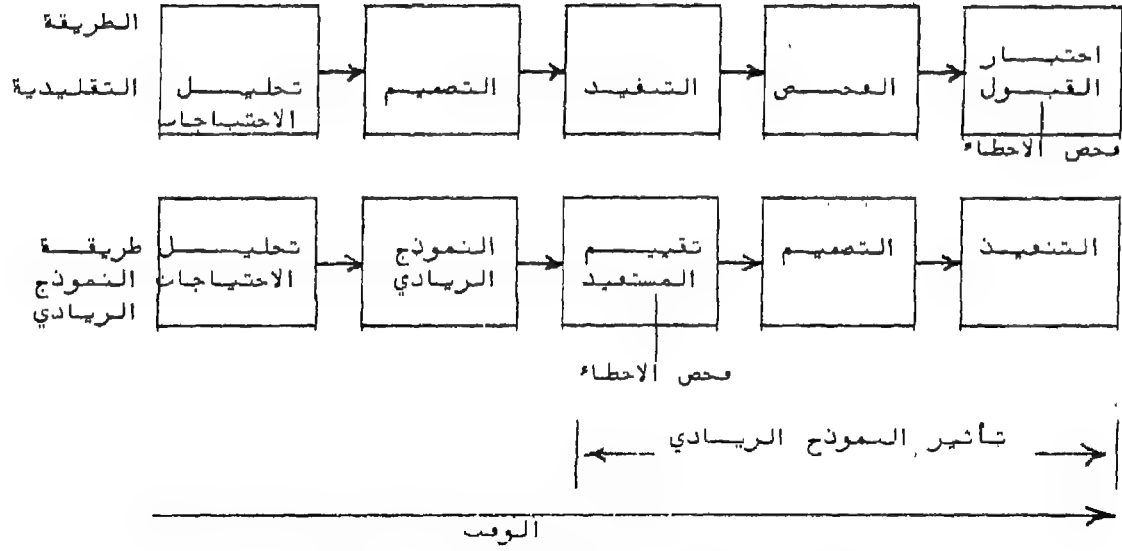 الطريقة
التقليدية
تحليل
الاحتياجات
التصميم
التنفيذ
الفحص
اختبار
القبول
فحص الاخطاء
طريقة
النموذج
الريادي
تحليل
الاحتياجات
النموذج
الريادي
تقييم
المستفيد
التصميم
التنفيذ
فحص الاخطاء
تأثير النموذج الريادي
الوقت